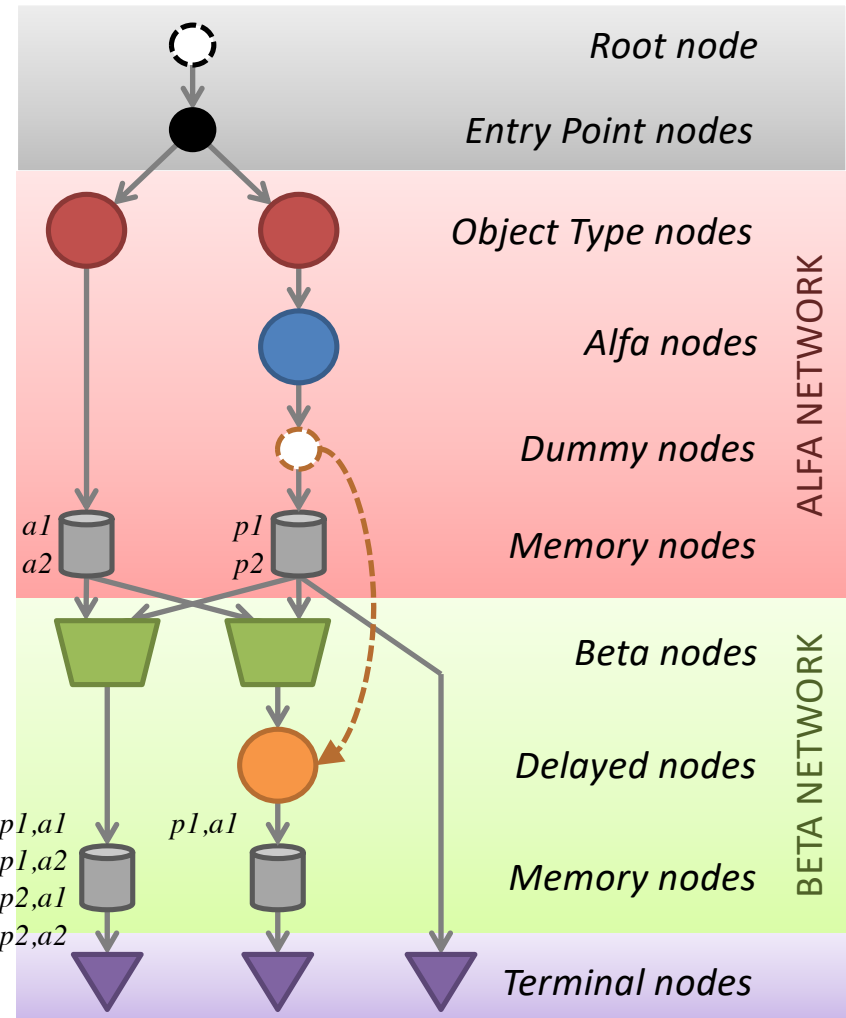 Root node
Entry Point nodes
Object Type nodes
Alfa nodes
Dummy nodes
a1
a2
p1
p2
Memory nodes
ALFA NETWORK
Beta nodes
Delayed nodes
p1,a1
p1,a2
p2,a1
p2,a2
p1,a1
Memory nodes
BETA NETWORK
Terminal nodes